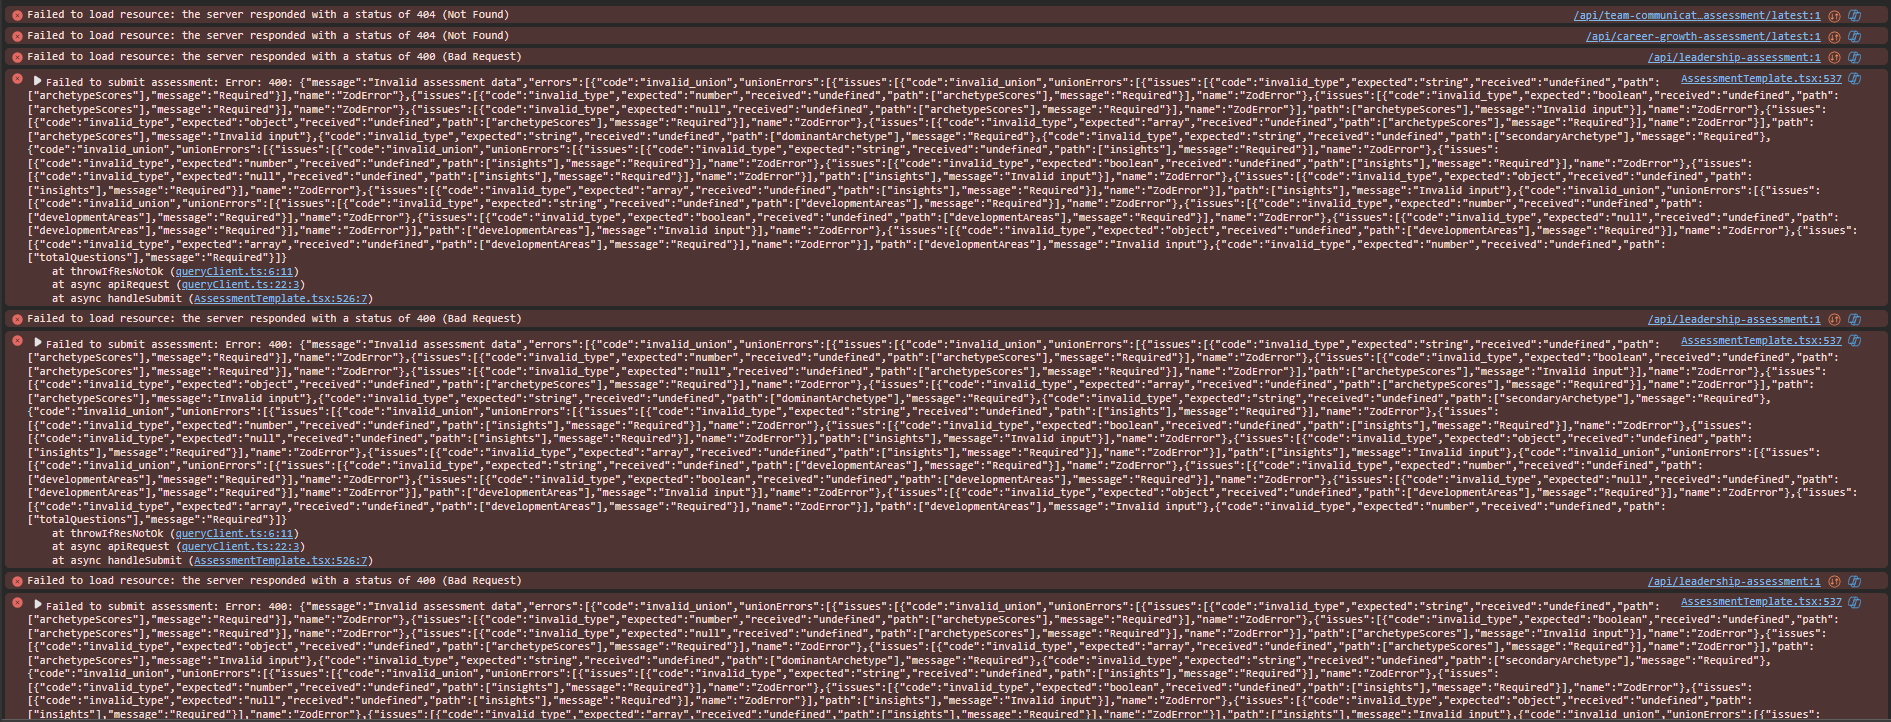 Failed to load resource: the server responded with a status of 404 (Not Found) /api/team-communicat…assessment/latest:1
Failed to load resource: the server responded with a status of 404 (Not Found) /api/career-growth-assessment/latest:1
Failed to load resource: the server responded with a status of 400 (Bad Request) /api/leadership-assessment:1
Failed to submit assessment: Error: 400: {"message":"Invalid assessment data","errors":[{"code":"invalid_union","unionErrors":[{"issues":[{"code":"invalid_union","unionErrors":[{"issues":[{"code":"invalid_type","expected":"string","received":"undefined","path": AssessmentTemplate.tsx:537
["archetypeScores"],"message":"Required"}],"name":"ZodError"},{"issues":[{"code":"invalid_type","expected":"number","received":"undefined","path":["archetypeScores"],"message":"Required"}],"name":"ZodError"},{"issues":[{"code":"invalid_type","expected":"boolean","received":"undefined","path":
["archetypeScores"],"message":"Required"}],"name":"ZodError"},{"issues":[{"code":"invalid_type","expected":"null","received":"undefined","path":["archetypeScores"],"message":"Required"}],"name":"ZodError"}],"path":["archetypeScores"],"message":"Invalid input"}],"name":"ZodError"},{"issues":
[{"code":"invalid_type","expected":"object","received":"undefined","path":["archetypeScores"],"message":"Required"}],"name":"ZodError"},{"issues":[{"code":"invalid_type","expected":"array","received":"undefined","path":["archetypeScores"],"message":"Required"}],"name":"ZodError"}],"path":
["archetypeScores"],"message":"Invalid input"},{"code":"invalid_type","expected":"string","received":"undefined","path":["dominantArchetype"],"message":"Required"},{"code":"invalid_type","expected":"string","received":"undefined","path":["secondaryArchetype"],"message":"Required"},
{"code":"invalid_union","unionErrors":[{"issues":[{"code":"invalid_union","unionErrors":[{"issues":[{"code":"invalid_type","expected":"string","received":"undefined","path":["insights"],"message":"Required"}],"name":"ZodError"},{"issues":
[{"code":"invalid_type","expected":"number","received":"undefined","path":["insights"],"message":"Required"}],"name":"ZodError"},{"issues":[{"code":"invalid_type","expected":"boolean","received":"undefined","path":["insights"],"message":"Required"}],"name":"ZodError"},{"issues":
[{"code":"invalid_type","expected":"null","received":"undefined","path":["insights"],"message":"Required"}],"name":"ZodError"}],"path":["insights"],"message":"Invalid input"}],"name":"ZodError"},{"issues":[{"code":"invalid_type","expected":"object","received":"undefined","path":
["insights"],"message":"Required"}],"name":"ZodError"},{"issues":[{"code":"invalid_type","expected":"array","received":"undefined","path":["insights"],"message":"Required"}],"name":"ZodError"}],"path":["insights"],"message":"Invalid input"},{"code":"invalid_union","unionErrors":[{"issues":
[{"code":"invalid_union","unionErrors":[{"issues":[{"code":"invalid_type","expected":"string","received":"undefined","path":["developmentAreas"],"message":"Required"}],"name":"ZodError"},{"issues":[{"code":"invalid_type","expected":"number","received":"undefined","path":
["developmentAreas"],"message":"Required"}],"name":"ZodError"},{"issues":[{"code":"invalid_type","expected":"boolean","received":"undefined","path":["developmentAreas"],"message":"Required"}],"name":"ZodError"},{"issues":[{"code":"invalid_type","expected":"null","received":"undefined","path":
["developmentAreas"],"message":"Required"}],"name":"ZodError"}],"path":["developmentAreas"],"message":"Invalid input"}],"name":"ZodError"},{"issues":[{"code":"invalid_type","expected":"object","received":"undefined","path":["developmentAreas"],"message":"Required"}],"name":"ZodError"},{"issues":
[{"code":"invalid_type","expected":"array","received":"undefined","path":["developmentAreas"],"message":"Required"}],"name":"ZodError"}],"path":["developmentAreas"],"message":"Invalid input"},{"code":"invalid_type","expected":"number","received":"undefined","path":
["totalQuestions"],"message":"Required"}]}
at throwIfResNotOk (queryClient.ts:6:11)
at async apiRequest (queryClient.ts:22:3)
at async handleSubmit (AssessmentTemplate.tsx:526:7)
Failed to load resource: the server responded with a status of 400 (Bad Request) /api/leadership-assessment:1
Failed to submit assessment: Error: 400: {"message":"Invalid assessment data","errors":[{"code":"invalid_union","unionErrors":[{"issues":[{"code":"invalid_union","unionErrors":[{"issues":[{"code":"invalid_type","expected":"string","received":"undefined","path": AssessmentTemplate.tsx:537
["archetypeScores"],"message":"Required"}],"name":"ZodError"},{"issues":[{"code":"invalid_type","expected":"number","received":"undefined","path":["archetypeScores"],"message":"Required"}],"name":"ZodError"},{"issues":[{"code":"invalid_type","expected":"boolean","received":"undefined","path":
["archetypeScores"],"message":"Required"}],"name":"ZodError"},{"issues":[{"code":"invalid_type","expected":"null","received":"undefined","path":["archetypeScores"],"message":"Required"}],"name":"ZodError"}],"path":["archetypeScores"],"message":"Invalid input"}],"name":"ZodError"},{"issues":
[{"code":"invalid_type","expected":"object","received":"undefined","path":["archetypeScores"],"message":"Required"}],"name":"ZodError"},{"issues":[{"code":"invalid_type","expected":"array","received":"undefined","path":["archetypeScores"],"message":"Required"}],"name":"ZodError"}],"path":
["archetypeScores"],"message":"Invalid input"},{"code":"invalid_type","expected":"string","received":"undefined","path":["dominantArchetype"],"message":"Required"},{"code":"invalid_type","expected":"string","received":"undefined","path":["secondaryArchetype"],"message":"Required"},
{"code":"invalid_union","unionErrors":[{"issues":[{"code":"invalid_union","unionErrors":[{"issues":[{"code":"invalid_type","expected":"string","received":"undefined","path":["insights"],"message":"Required"}],"name":"ZodError"},{"issues":
[{"code":"invalid_type","expected":"number","received":"undefined","path":["insights"],"message":"Required"}],"name":"ZodError"},{"issues":[{"code":"invalid_type","expected":"boolean","received":"undefined","path":["insights"],"message":"Required"}],"name":"ZodError"},{"issues":
[{"code":"invalid_type","expected":"null","received":"undefined","path":["insights"],"message":"Required"}],"name":"ZodError"}],"path":["insights"],"message":"Invalid input"}],"name":"ZodError"},{"issues":[{"code":"invalid_type","expected":"object","received":"undefined","path":
["insights"],"message":"Required"}],"name":"ZodError"},{"issues":[{"code":"invalid_type","expected":"array","received":"undefined","path":["insights"],"message":"Required"}],"name":"ZodError"}],"path":["insights"],"message":"Invalid input"},{"code":"invalid_union","unionErrors":[{"issues":
[{"code":"invalid_union","unionErrors":[{"issues":[{"code":"invalid_type","expected":"string","received":"undefined","path":["developmentAreas"],"message":"Required"}],"name":"ZodError"},{"issues":[{"code":"invalid_type","expected":"number","received":"undefined","path":
["developmentAreas"],"message":"Required"}],"name":"ZodError"},{"issues":[{"code":"invalid_type","expected":"boolean","received":"undefined","path":["developmentAreas"],"message":"Required"}],"name":"ZodError"},{"issues":[{"code":"invalid_type","expected":"null","received":"undefined","path":
["developmentAreas"],"message":"Required"}],"name":"ZodError"}],"path":["developmentAreas"],"message":"Invalid input"}],"name":"ZodError"},{"issues":[{"code":"invalid_type","expected":"object","received":"undefined","path":["developmentAreas"],"message":"Required"}],"name":"ZodError"},{"issues":
[{"code":"invalid_type","expected":"array","received":"undefined","path":["developmentAreas"],"message":"Required"}],"name":"ZodError"}],"path":["developmentAreas"],"message":"Invalid input"},{"code":"invalid_type","expected":"number","received":"undefined","path":
["totalQuestions"],"message":"Required"}]}
at throwIfResNotOk (queryClient.ts:6:11)
at async apiRequest (queryClient.ts:22:3)
at async handleSubmit (AssessmentTemplate.tsx:526:7)
Failed to load resource: the server responded with a status of 400 (Bad Request) /api/leadership-assessment:1
Failed to submit assessment: Error: 400: {"message":"Invalid assessment data","errors":[{"code":"invalid_union","unionErrors":[{"issues":[{"code":"invalid_union","unionErrors":[{"issues":[{"code":"invalid_type","expected":"string","received":"undefined","path": AssessmentTemplate.tsx:537
["archetypeScores"],"message":"Required"}],"name":"ZodError"},{"issues":[{"code":"invalid_type","expected":"number","received":"undefined","path":["archetypeScores"],"message":"Required"}],"name":"ZodError"},{"issues":[{"code":"invalid_type","expected":"boolean","received":"undefined","path":
["archetypeScores"],"message":"Required"}],"name":"ZodError"},{"issues":[{"code":"invalid_type","expected":"null","received":"undefined","path":["archetypeScores"],"message":"Required"}],"name":"ZodError"}],"path":["archetypeScores"],"message":"Invalid input"}],"name":"ZodError"},{"issues":
[{"code":"invalid_type","expected":"object","received":"undefined","path":["archetypeScores"],"message":"Required"}],"name":"ZodError"},{"issues":[{"code":"invalid_type","expected":"array","received":"undefined","path":["archetypeScores"],"message":"Required"}],"name":"ZodError"}],"path":
["archetypeScores"],"message":"Invalid input"},{"code":"invalid_type","expected":"string","received":"undefined","path":["dominantArchetype"],"message":"Required"},{"code":"invalid_type","expected":"string","received":"undefined","path":["secondaryArchetype"],"message":"Required"},
{"code":"invalid_union","unionErrors":[{"issues":[{"code":"invalid_union","unionErrors":[{"issues":[{"code":"invalid_type","expected":"string","received":"undefined","path":["insights"],"message":"Required"}],"name":"ZodError"},{"issues":
[{"code":"invalid_type","expected":"number","received":"undefined","path":["insights"],"message":"Required"}],"name":"ZodError"},{"issues":[{"code":"invalid_type","expected":"boolean","received":"undefined","path":["insights"],"message":"Required"}],"name":"ZodError"},{"issues":
[{"code":"invalid_type","expected":"null","received":"undefined","path":["insights"],"message":"Required"}],"name":"ZodError"}],"path":["insights"],"message":"Invalid input"}],"name":"ZodError"},{"issues":[{"code":"invalid_type","expected":"object","received":"undefined","path":
["insights"],"message":"Required"}],"name":"ZodError"},{"issues":[{"code":"invalid_type","expected":"array","received":"undefined","path":["insights"],"message":"Required"}],"name":"ZodError"}],"path":["insights"],"message":"Invalid input"},{"code":"invalid_union","unionErrors":[{"issues":